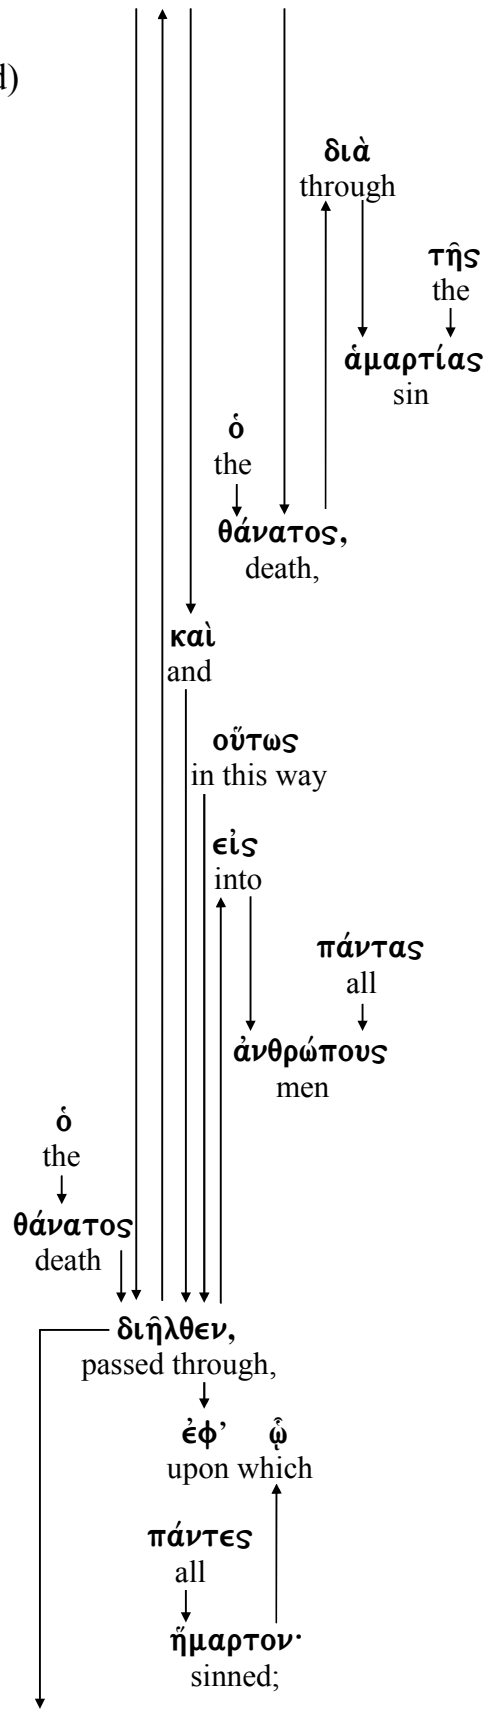 d)
διὰ
through
τῆς
the
ἁμαρτίας
sin
ὁ
the
θάνατος,
death,
καὶ
and
οὕτως
in this way
εἰς
into
πάντας
all
ἀνθρώπους
men
ὁ
the
θάνατος
death
διῆλθεν,
passed through,
ἐφ’ ᾧ
upon which
πάντες
all
ἥμαρτον·
sinned;